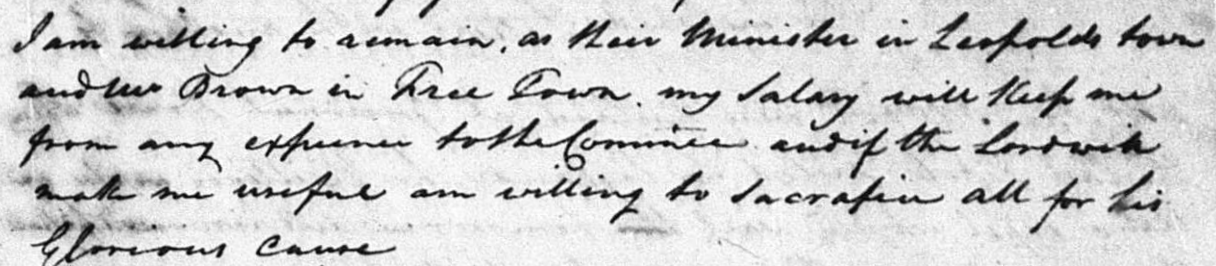 I am willing to remain, as their Minister in Leopolds town
and Mr Brown in Free Town. my Salary will Keep me
from any expence to the Committee and if the Lord will
make me useful am willing to Sacrafice all for his
Glorious Cause